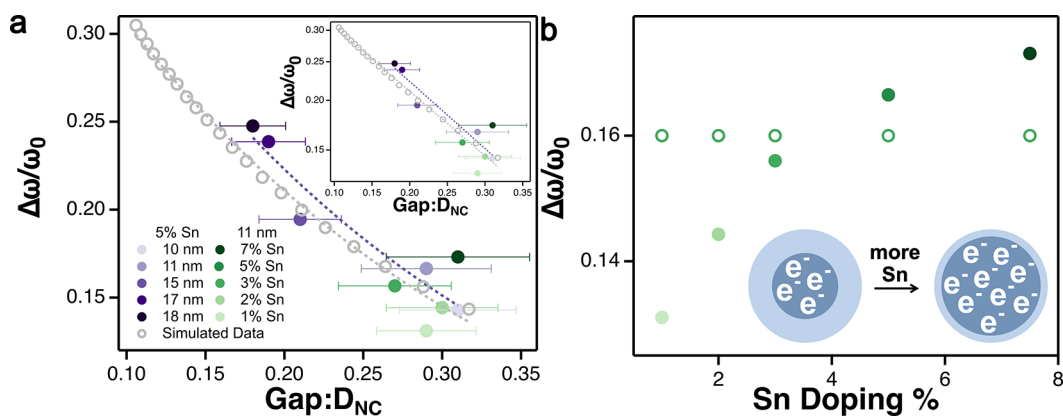 a
0.30
0.25
0.20
0.15
Δω/ω0
5% Sn 11 nm
10 nm 7% Sn
11 nm 5% Sn
15 nm 3% Sn
17 nm 2% Sn
18 nm 1% Sn
Simulated Data
0.10 0.15 0.20 0.25 0.30 0.35
Gap:DNC
0.30
0.25
0.20
0.15
Δω/ω0
0.10 0.15 0.20 0.25 0.30 0.35
Gap:DNC
b
0.16
0.14
Δω/ω0
e- e- e- e-
more
Sn
e- e- e- e- e- e- e- e- e-
2 4 6 8
Sn Doping %